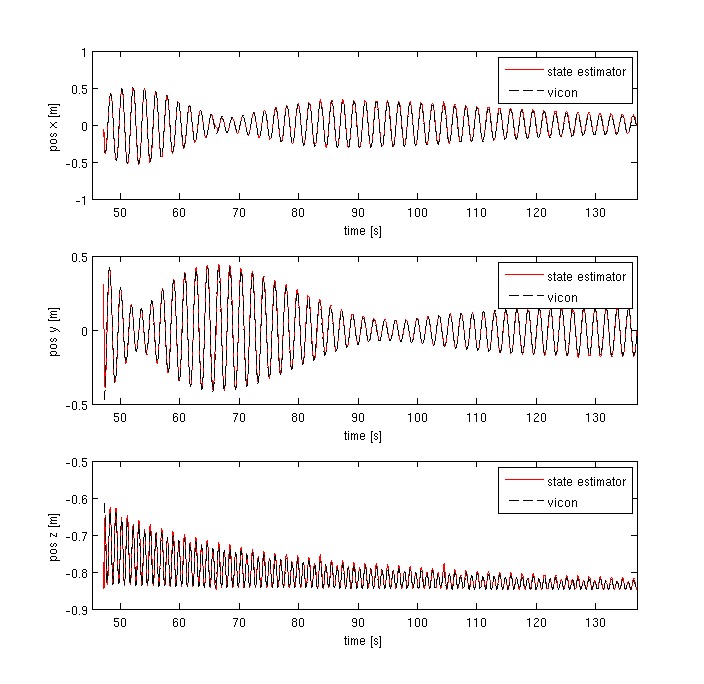 1
0.5
0
-0.5
-1
pos x [m]
state estimator
vicon
50 60 70 80 90 100 110 120 130
time [s]
0.5
0
-0.5
pos y [m]
state estimator
vicon
50 60 70 80 90 100 110 120 130
time [s]
-0.5
-0.6
-0.7
-0.8
-0.9
pos z [m]
state estimator
vicon
50 60 70 80 90 100 110 120 130
time [s]